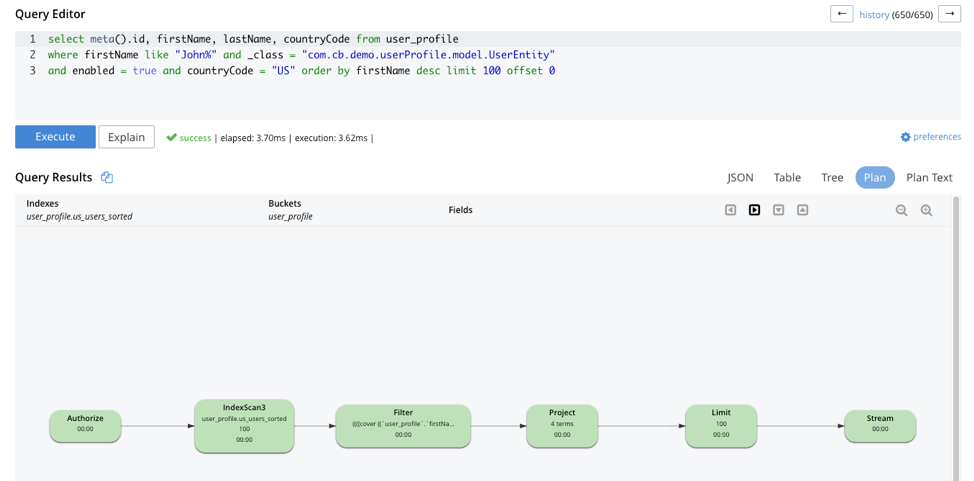 Query Editor
← history (650/650) →
1 select meta().id, firstName, lastName, countryCode from user_profile
2 where firstName like "John%" and _class = "com.cb.demo.userProfile.model.UserEntity"
3 and enabled = true and countryCode = "US" order by firstName desc limit 100 offset 0
Execute Explain success | elapsed: 3.70ms | execution: 3.62ms | preferences
Query Results JSON Table Tree Plan Plan Text
Indexes Buckets Fields
user_profile.us_users_sorted user_profile
Authorize
00:00
IndexScan3
user_profile.us_users_sorted
100
00:00
Filter
((((cover ((`user_profile`.`firstNa...
00:00
Project
4 terms
00:00
Limit
100
00:00
Stream
00:00